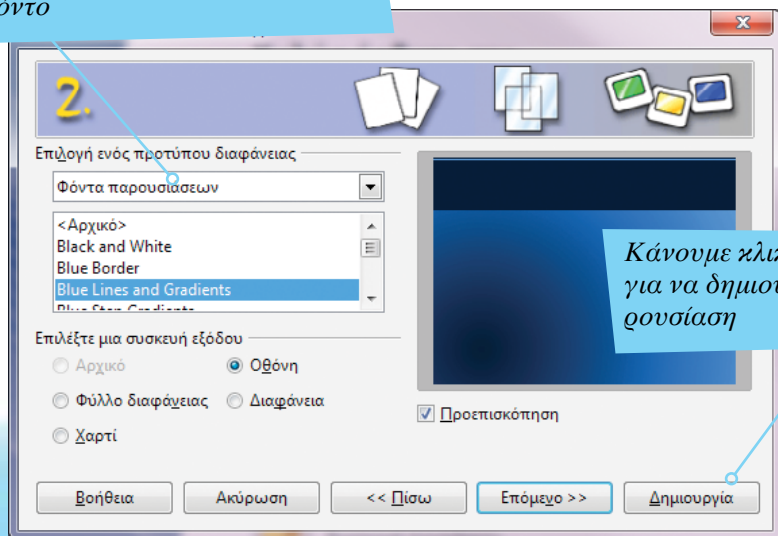 όντο
2.
Επιλογή ενός προτύπου διαφάνειας
Φόντα παρουσιάσεων
<Αρχικό>
Black and White
Blue Border
Blue Lines and Gradients
Επιλέξτε μια συσκευή εξόδου
Αρχικό
Οθόνη
Φύλλο διαφάνειας
Διαφάνεια
Χαρτί
Προεπισκόπηση
Κάνουμε κλικ
για να δημιου
ρουσίαση
Βοήθεια
Ακύρωση
<< Πίσω
Επόμενο >>
Δημιουργία